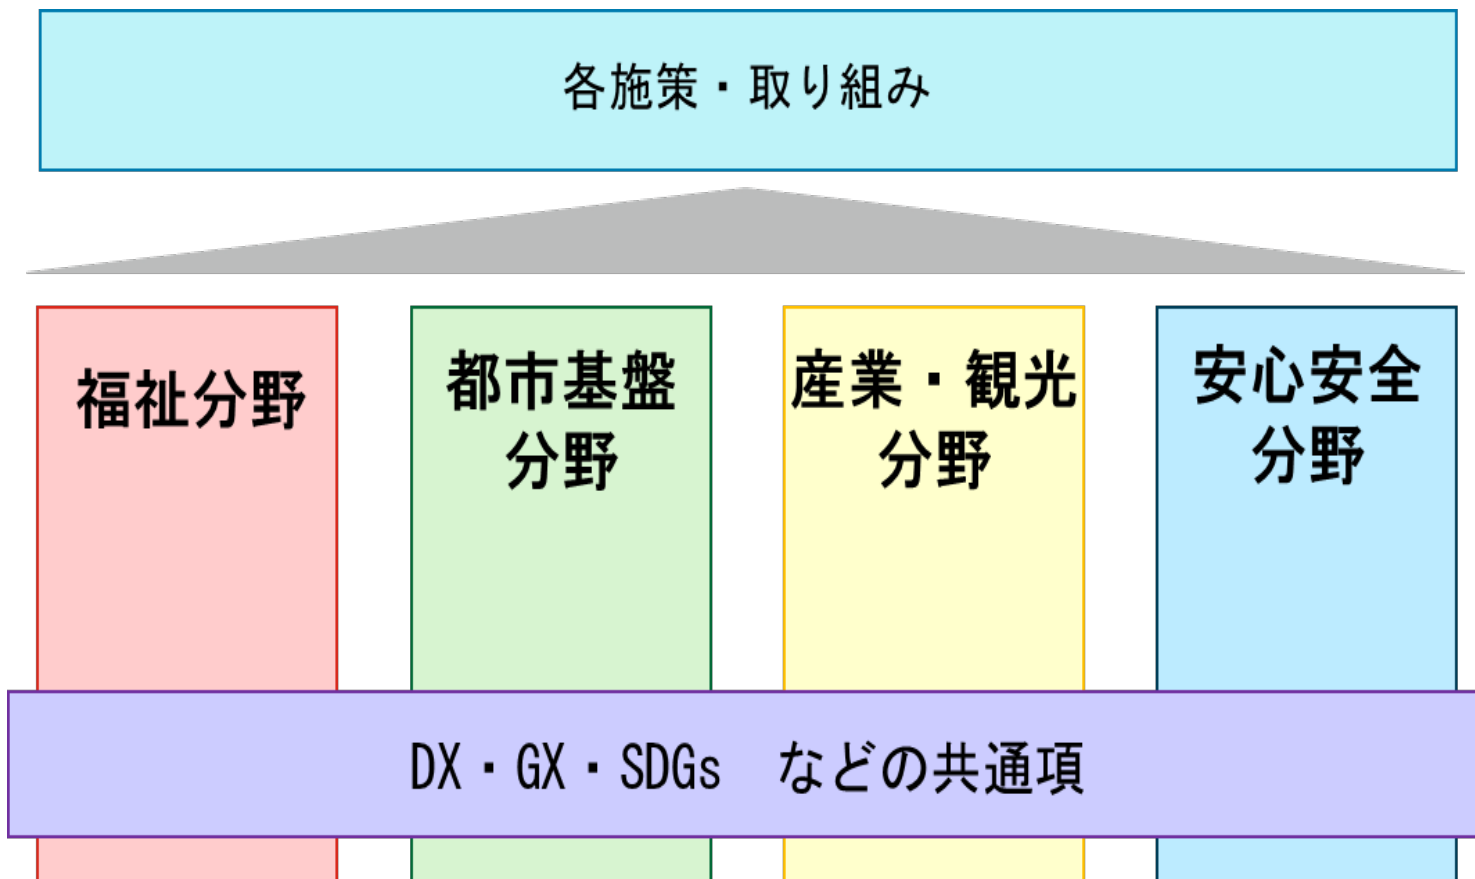 各施策・取り組み
福祉分野
都市基盤
分野
産業・観光
分野
安心安全
分野
DX・GX・SDGs　などの共通項